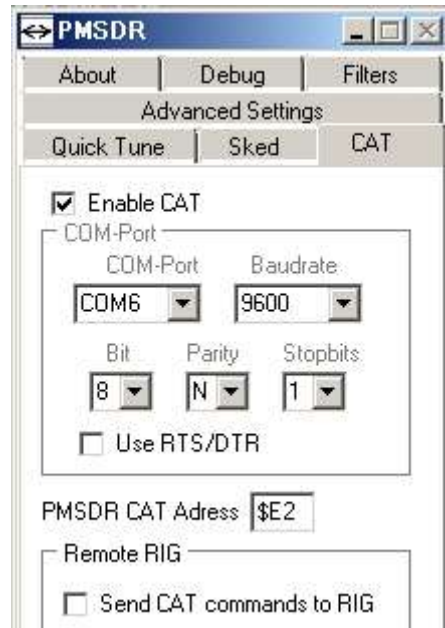 PMSDR
About Debug Filters
Advanced Settings
Quick Tune Sked CAT
Enable CAT
COM-Port
COM-Port Baudrate
COM6 9600
Bit Parity Stopbits
8 N 1
Use RTS/DTR
PMSDR CAT Adress $E2
Remote RIG
Send CAT commands to RIG